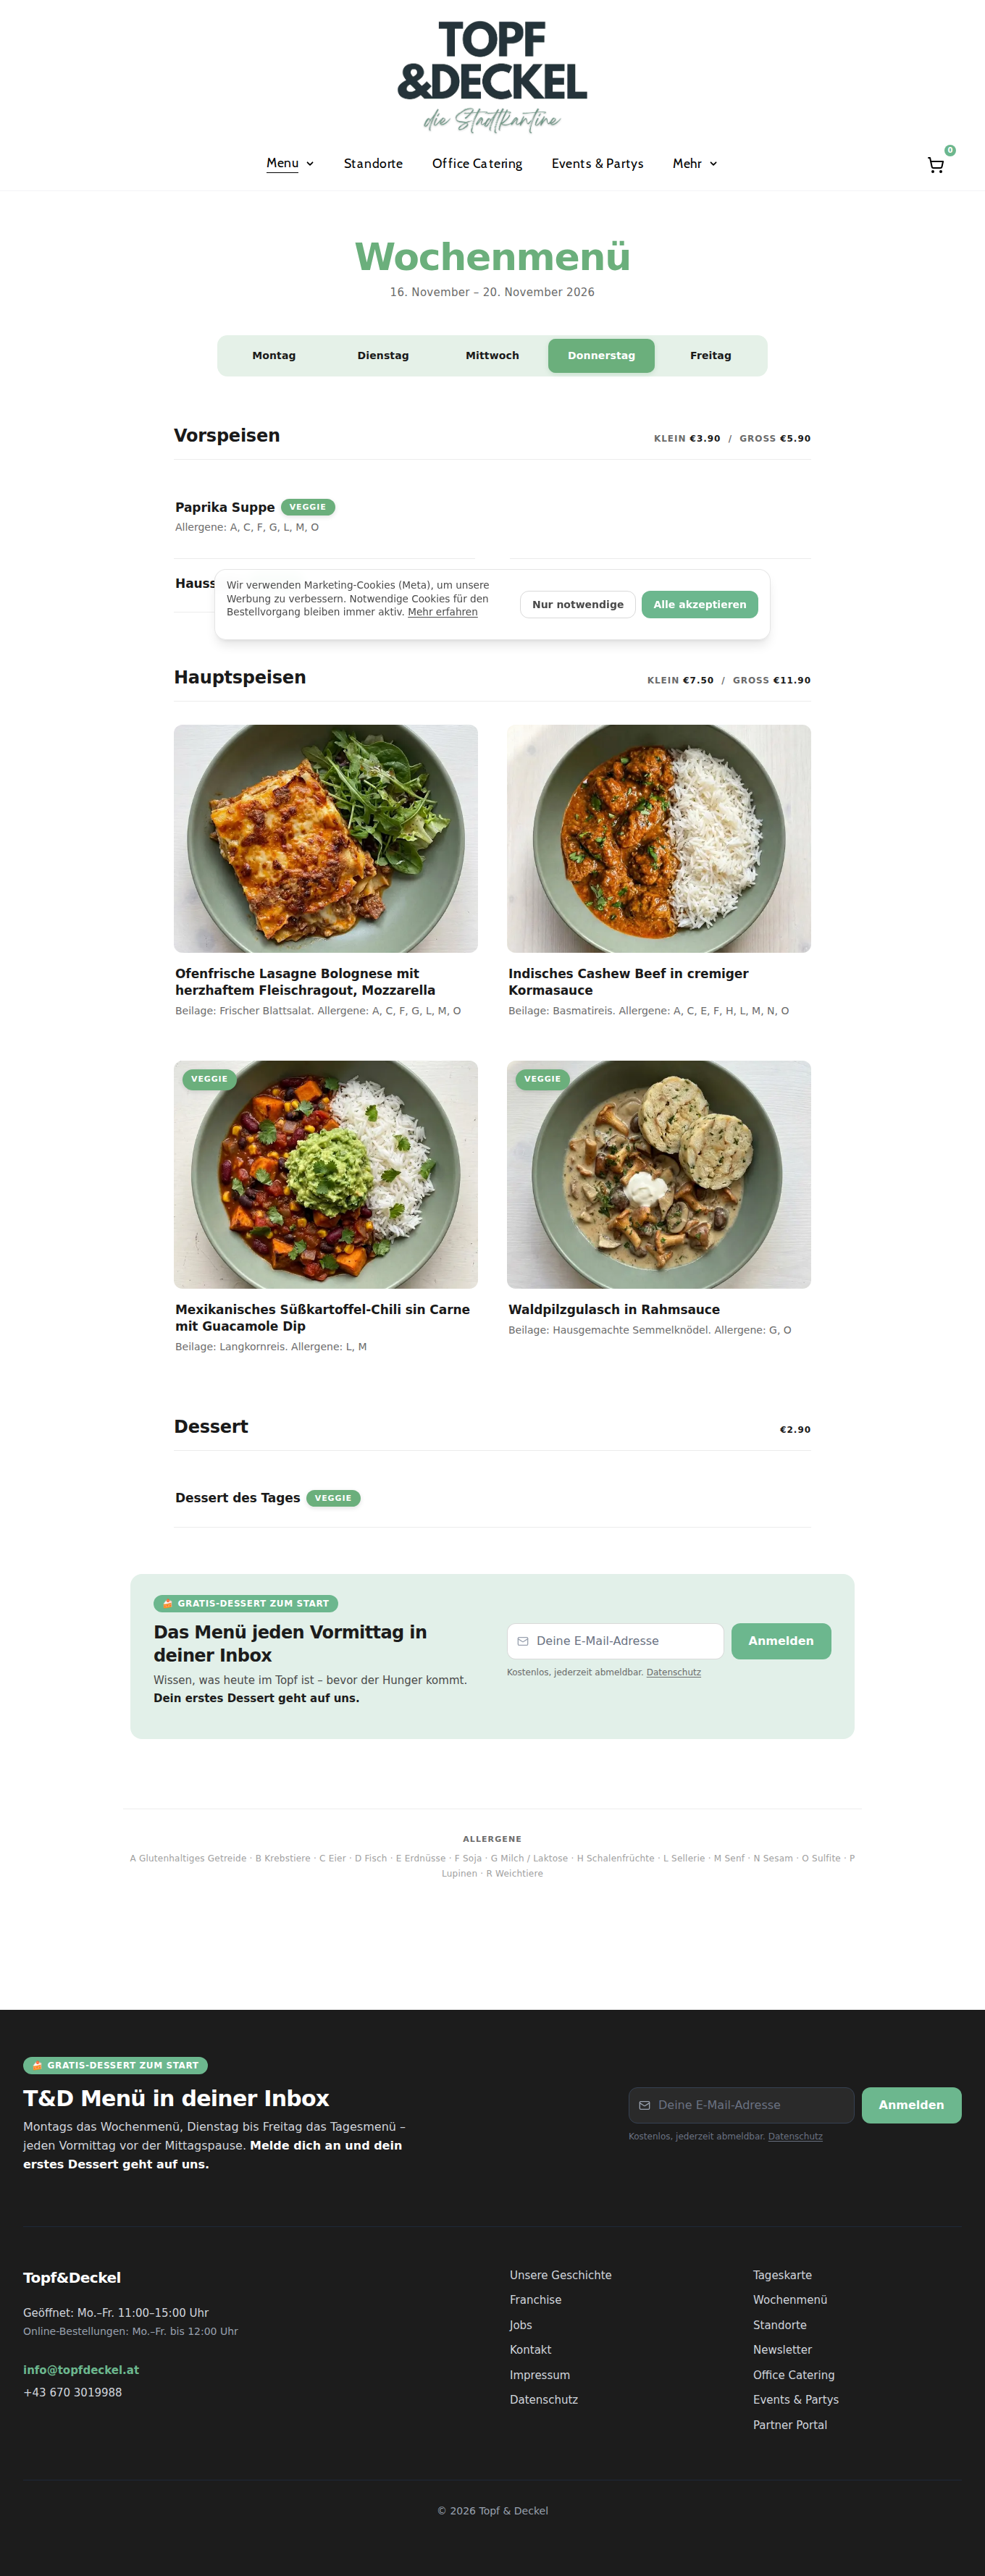 TOPF
&DECKEL
die Stadtkantine
Menu
Standorte
Office Catering
Events & Partys
Mehr
0
Wochenmenü
16. November – 20. November 2026
Montag
Dienstag
Mittwoch
Donnerstag
Freitag
Vorspeisen
KLEIN €3.90 / GROSS €5.90
Paprika Suppe VEGGIE
Allergene: A, C, F, G, L, M, O
Wir verwenden Marketing-Cookies (Meta), um unsere
Werbung zu verbessern. Notwendige Cookies für den
Bestellvorgang bleiben immer aktiv. Mehr erfahren
Nur notwendige
Alle akzeptieren
Hauptspeisen
KLEIN €7.50 / GROSS €11.90
Ofenfrische Lasagne Bolognese mit
herzhaftem Fleischragout, Mozzarella
Beilage: Frischer Blattsalat. Allergene: A, C, F, G, L, M, O
Indisches Cashew Beef in cremiger
Kormasauce
Beilage: Basmatireis. Allergene: A, C, E, F, H, L, M, N, O
VEGGIE
Mexikanisches Süßkartoffel-Chili sin Carne
mit Guacamole Dip
Beilage: Langkornreis. Allergene: L, M
VEGGIE
Waldpilzgulasch in Rahmsauce
Beilage: Hausgemachte Semmelknödel. Allergene: G, O
Dessert
€2.90
Dessert des Tages VEGGIE
GRATIS-DESSERT ZUM START
Das Menü jeden Vormittag in
deiner Inbox
Wissen, was heute im Topf ist – bevor der Hunger kommt.
Dein erstes Dessert geht auf uns.
Deine E-Mail-Adresse
Anmelden
Kostenlos, jederzeit abmeldbar. Datenschutz
ALLERGENE
A Glutenhaltiges Getreide · B Krebstiere · C Eier · D Fisch · E Erdnüsse · F Soja · G Milch / Laktose · H Schalenfrüchte · L Sellerie · M Senf · N Sesam · O Sulfite · P
Lupinen · R Weichtiere
GRATIS-DESSERT ZUM START
T&D Menü in deiner Inbox
Montags das Wochenmenü, Dienstag bis Freitag das Tagesmenü –
jeden Vormittag vor der Mittagspause. Melde dich an und dein
erstes Dessert geht auf uns.
Deine E-Mail-Adresse
Anmelden
Kostenlos, jederzeit abmeldbar. Datenschutz
Topf&Deckel
Geöffnet: Mo.–Fr. 11:00–15:00 Uhr
Online-Bestellungen: Mo.–Fr. bis 12:00 Uhr
info@topfdeckel.at
+43 670 3019988
Unsere Geschichte
Franchise
Jobs
Kontakt
Impressum
Datenschutz
Tageskarte
Wochenmenü
Standorte
Newsletter
Office Catering
Events & Partys
Partner Portal
© 2026 Topf & Deckel